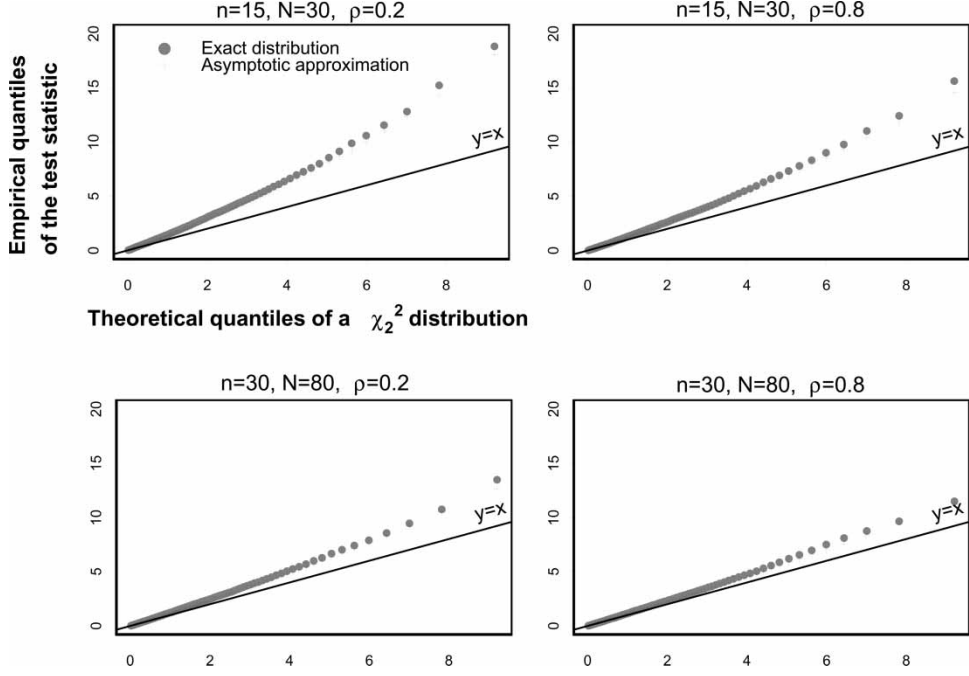 n=15, N=30, ρ=0.2
n=15, N=30, ρ=0.8
Empirical quantiles
of the test statistic
20
15
10
5
0
Exact distribution
Asymptotic approximation
y=x
0 2 4 6 8
20
15
10
5
0
y=x
0 2 4 6 8
Theoretical quantiles of a χ₂² distribution
n=30, N=80, ρ=0.2
n=30, N=80, ρ=0.8
20
15
10
5
0
y=x
0 2 4 6 8
20
15
10
5
0
y=x
0 2 4 6 8